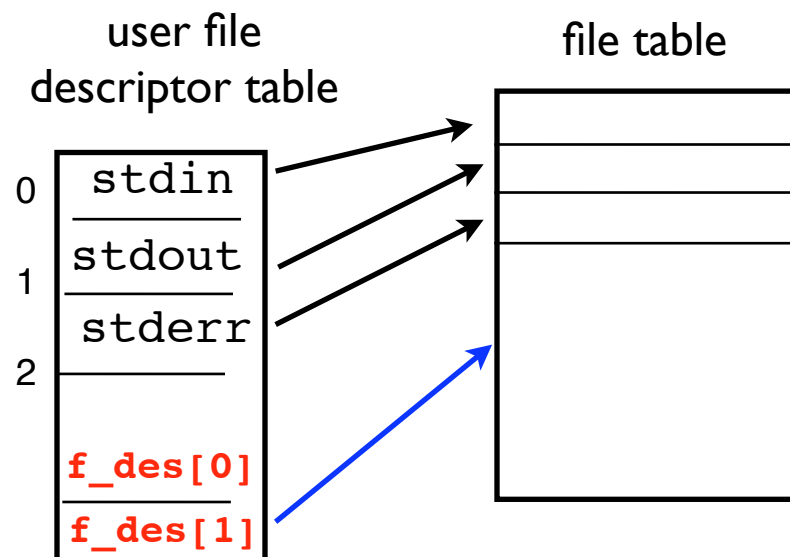 user file
descriptor table
file table
0
stdin
1
stdout
2
stderr
f_des[0]
f_des[1]